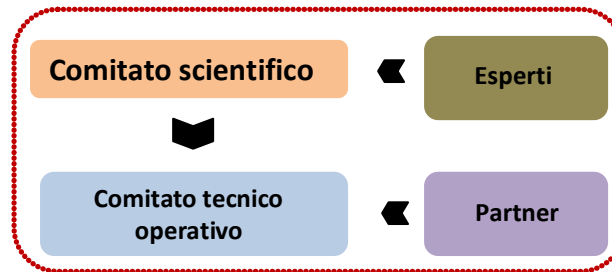 Comitato scientifico
Esperti
Comitato tecnico
operativo
Partner